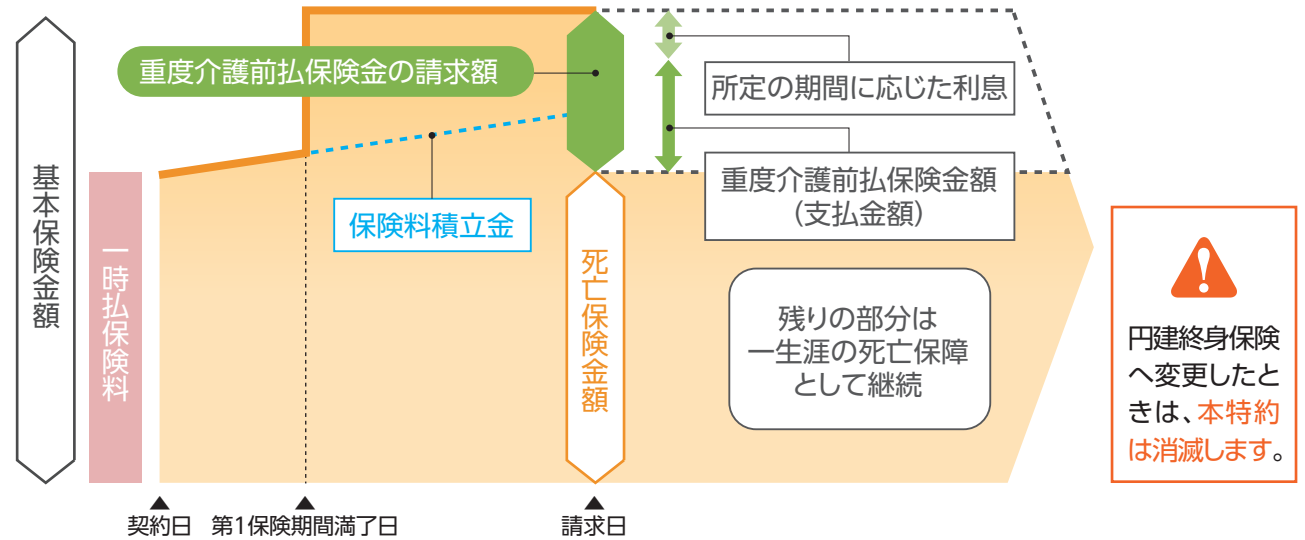 基本保険金額
一時払保険料
重度介護前払保険金の請求額
保険料積立金
死亡保険金額
所定の期間に応じた利息
重度介護前払保険金額
（支払金額）
残りの部分は
一生涯の死亡保障
として継続
円建終身保険
へ変更したと
きは、本特約
は消滅します。
契約日
第1保険期間満了日
請求日